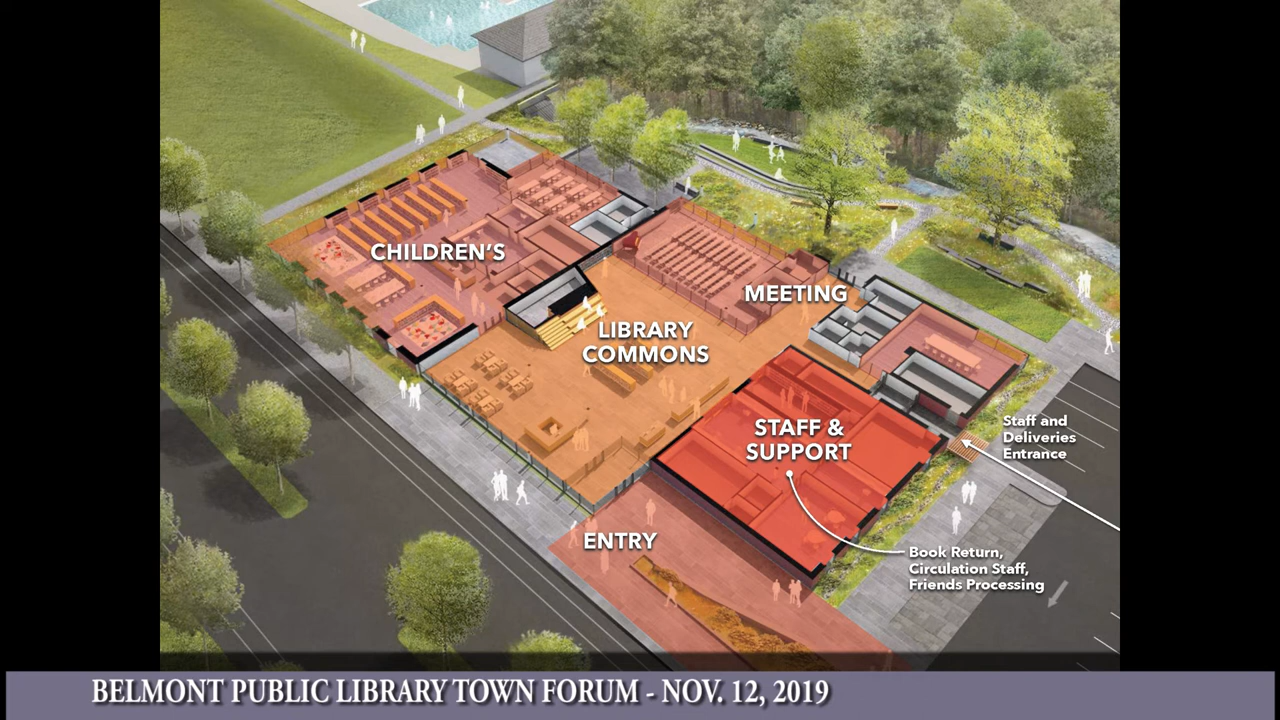 CHILDREN'S
MEETING
LIBRARY
COMMONS
STAFF &
SUPPORT
Staff and
Deliveries
Entrance
ENTRY
Book Return,
Circulation Staff,
Friends Processing
BELMONT PUBLIC LIBRARY TOWN FORUM - NOV. 12, 2019